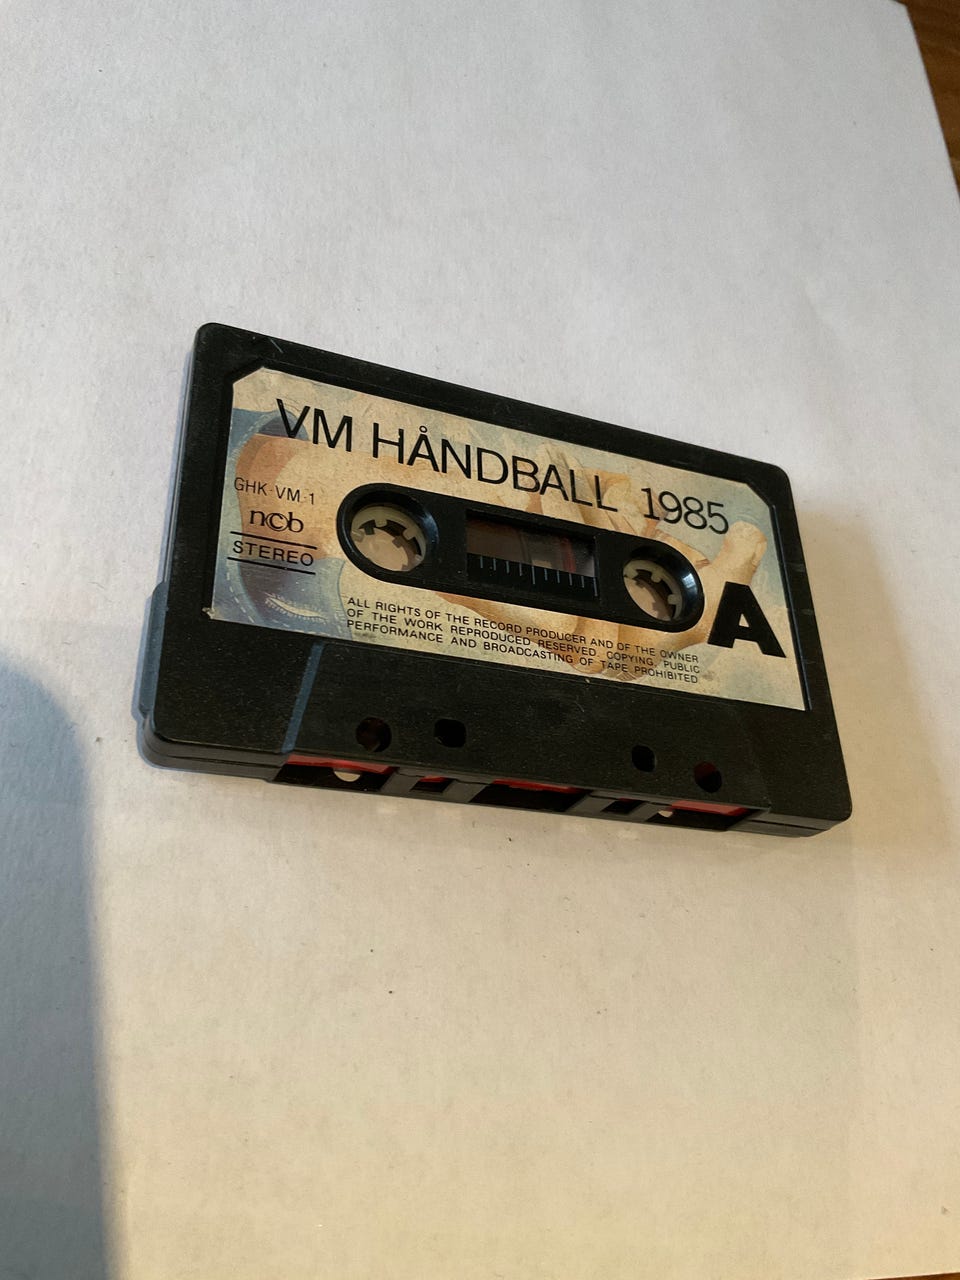 VM HÅNDBALL 1985
GHK-VM-1
ncb
STEREO
A
ALL RIGHTS OF THE RECORD PRODUCER AND OF THE OWNER
OF THE WORK REPRODUCED RESERVED. COPYING, PUBLIC
PERFORMANCE AND BROADCASTING OF TAPE PROHIBITED